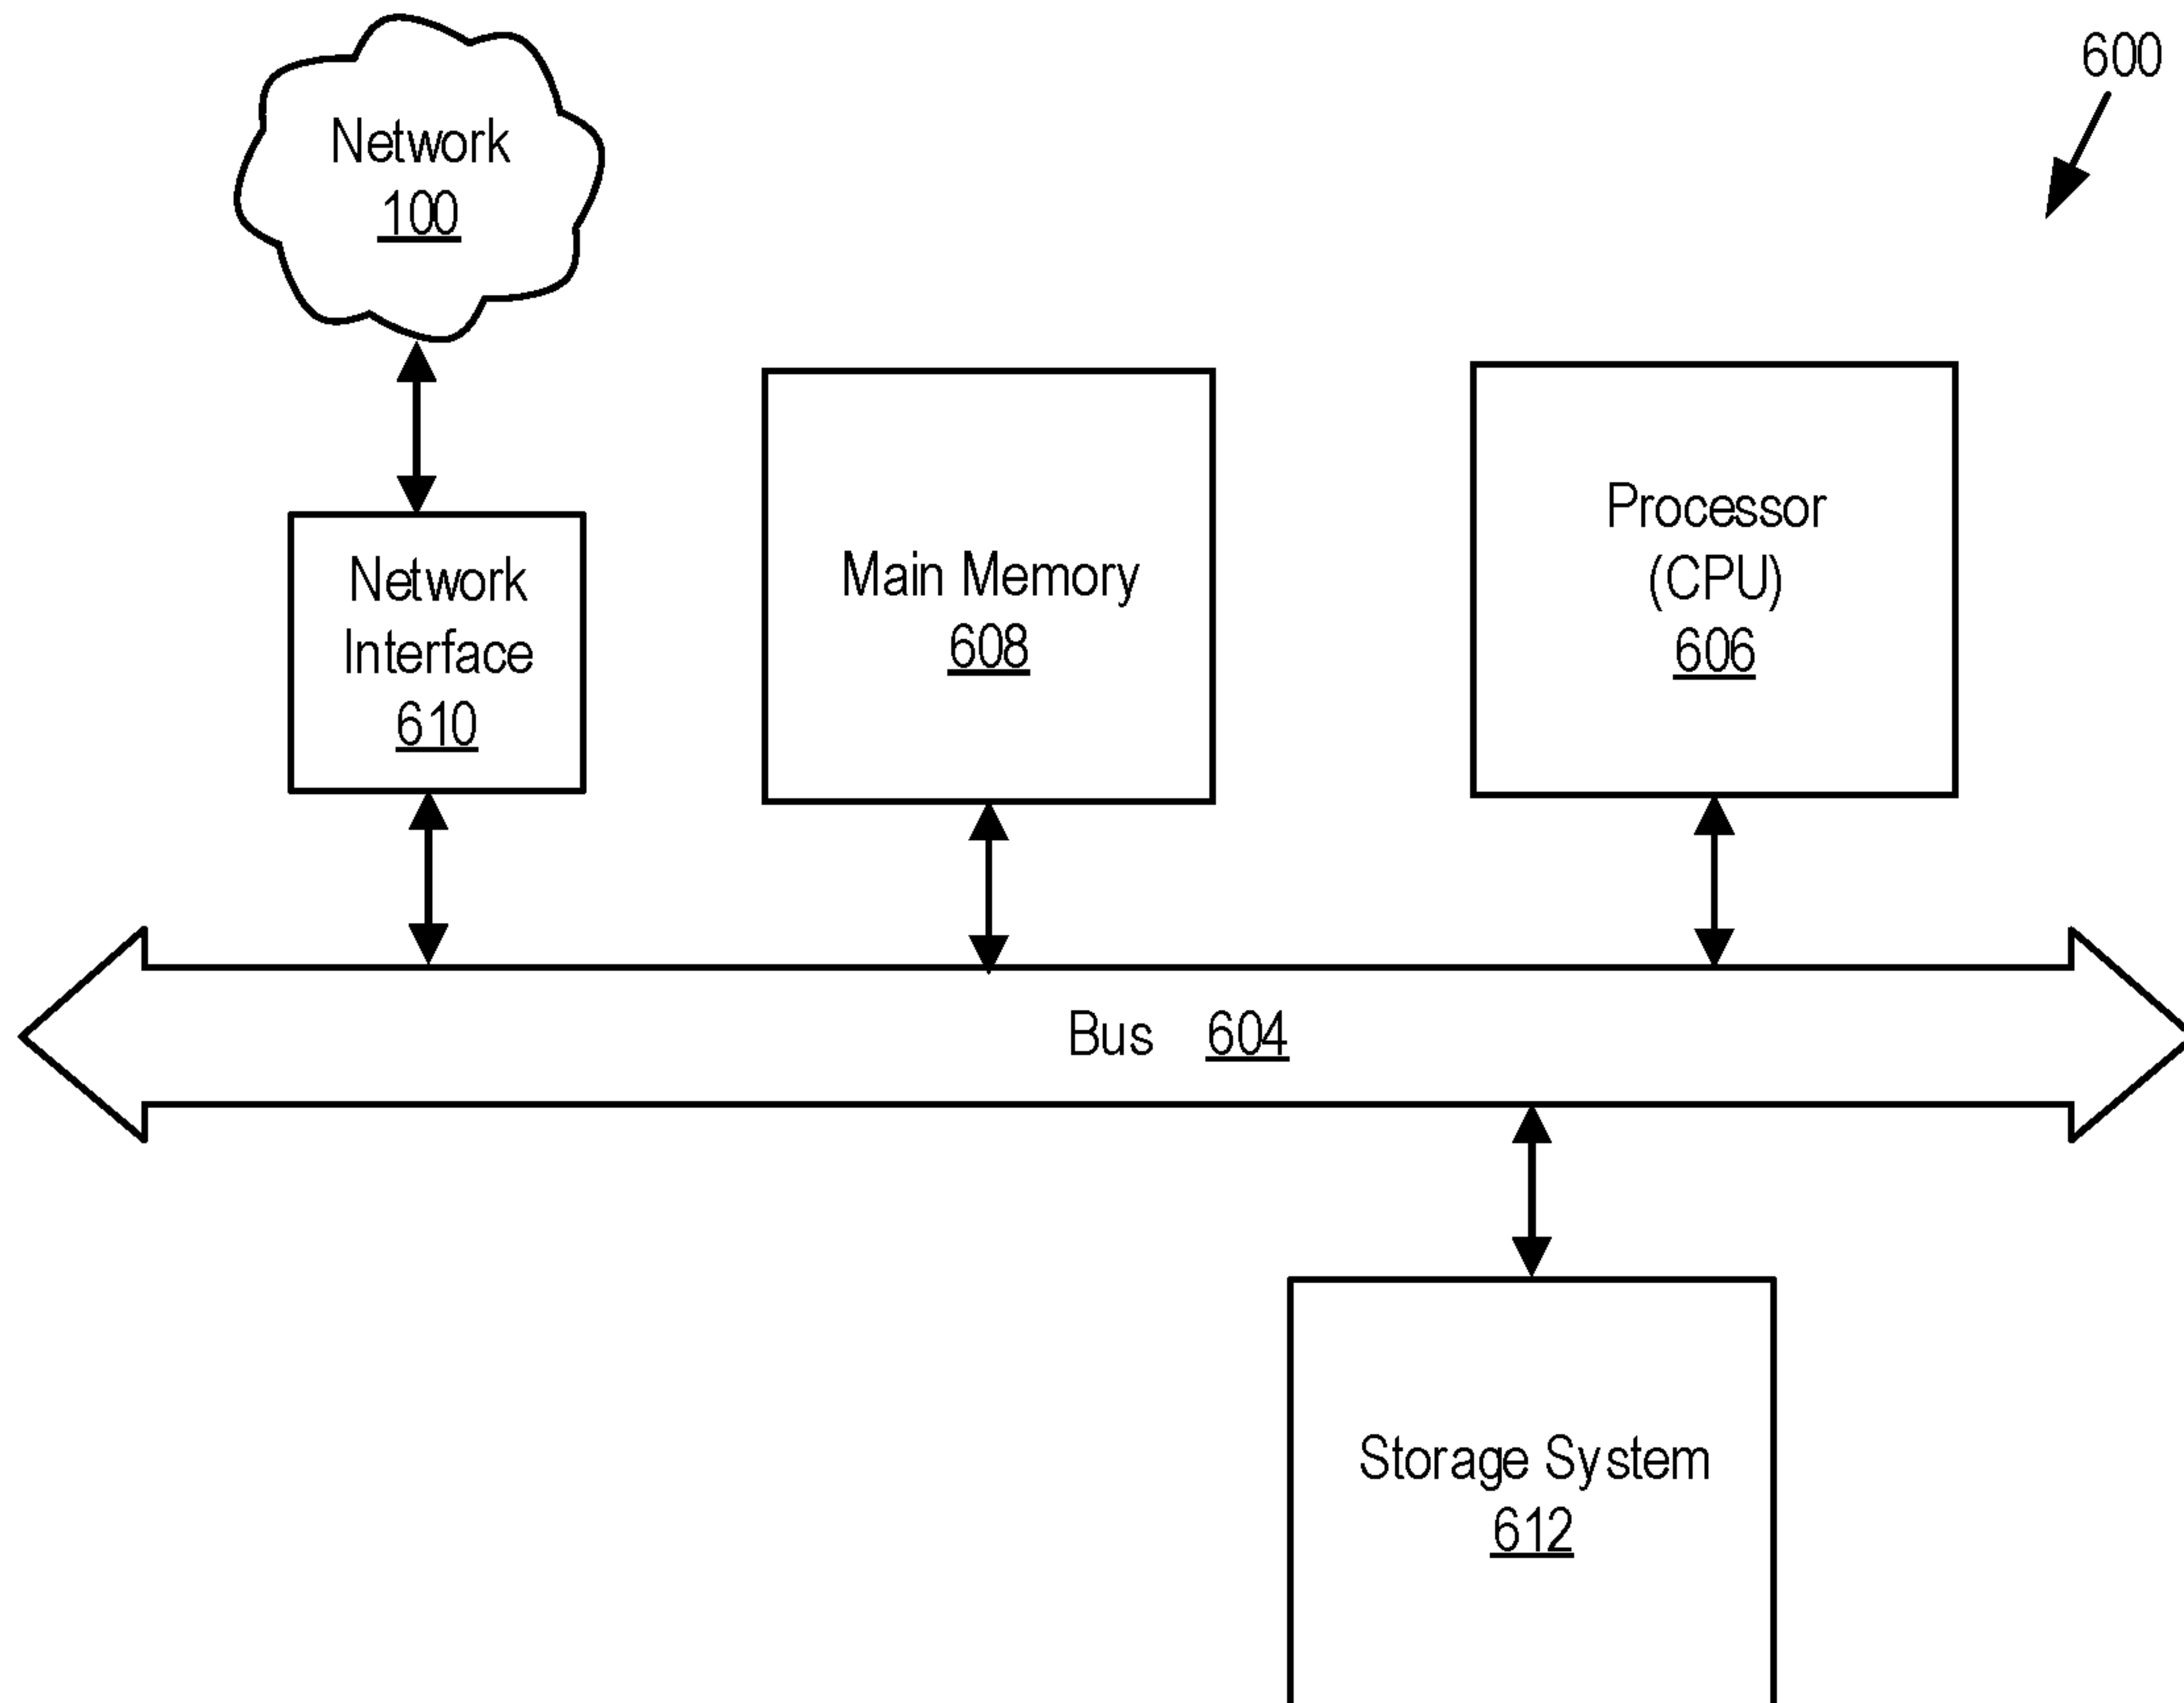 600
Network
100
Network
Interface
610
Main Memory
608
Processor
(CPU)
606
Bus 604
Storage System
612